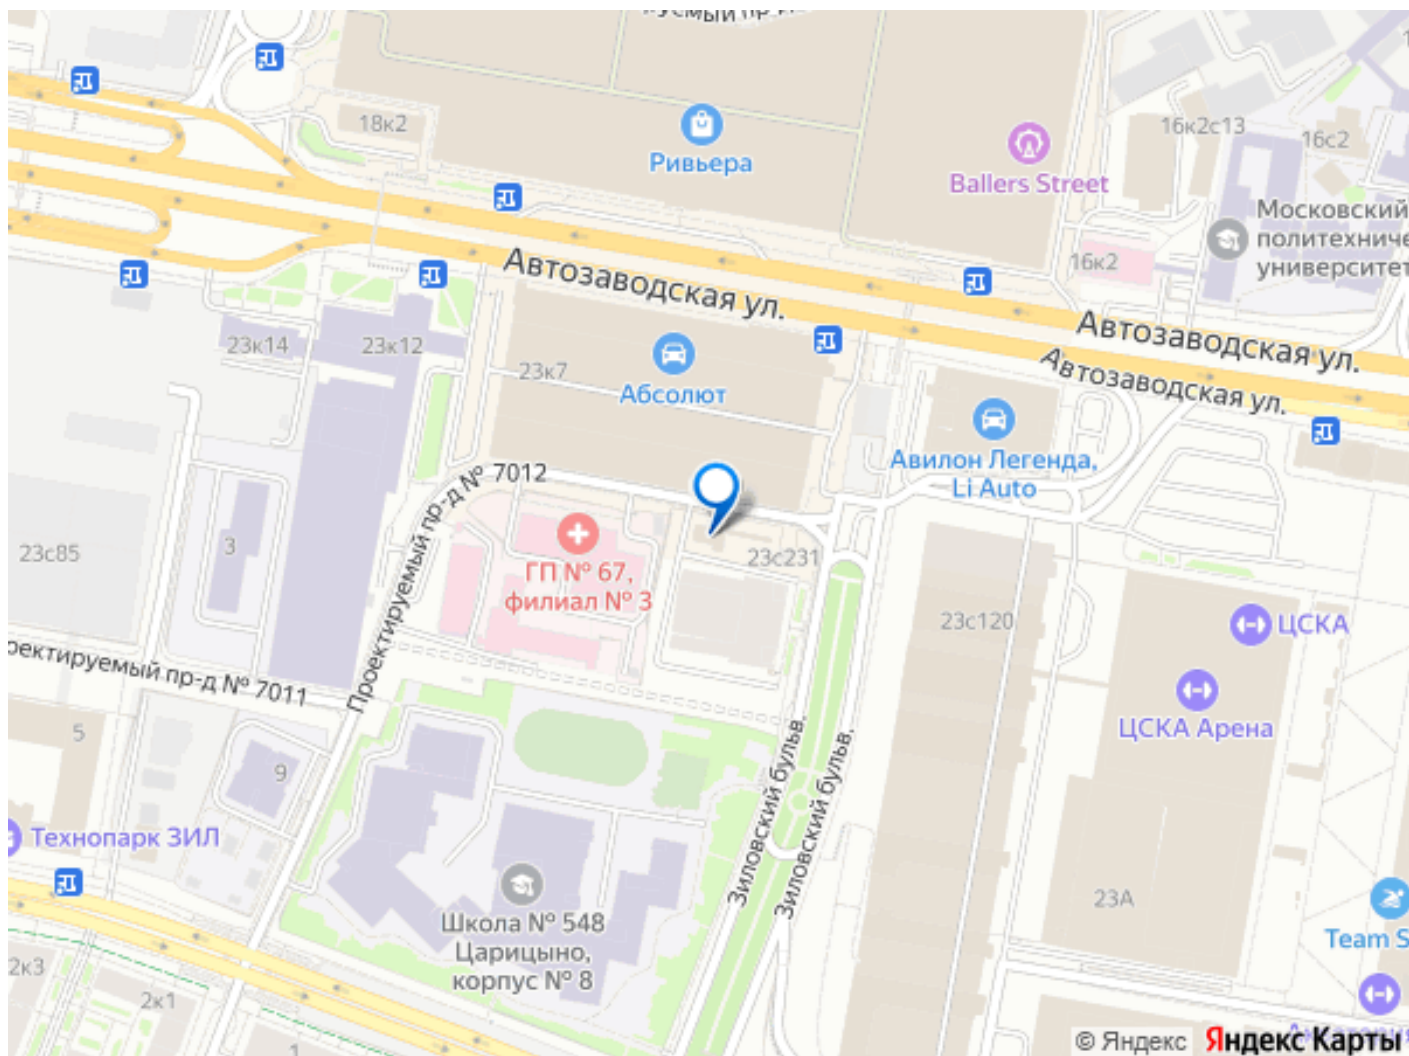 18к2
Ривьера
Ballers Street
16к2с13
16с2
Московский
политехниче
университет
16к2
Автозаводская ул.
Автозаводская ул.
Автозаводская ул.
23к14
23к12
23к7
Абсолют
Авилон Легенда,
Li Auto
Проектируемый пр-д № 7012
23с85
3
ГП № 67,
филиал № 3
23с231
23с120
ЦСКА
ЦСКА Арена
оектируемый пр-д № 7011
5
9
Технопарк ЗИЛ
Зиловский бульв.
Зиловский бульв.
Школа № 548
Царицыно,
корпус № 8
23А
Team S
2к3
2к1
1
© Яндекс Яндекс Карты